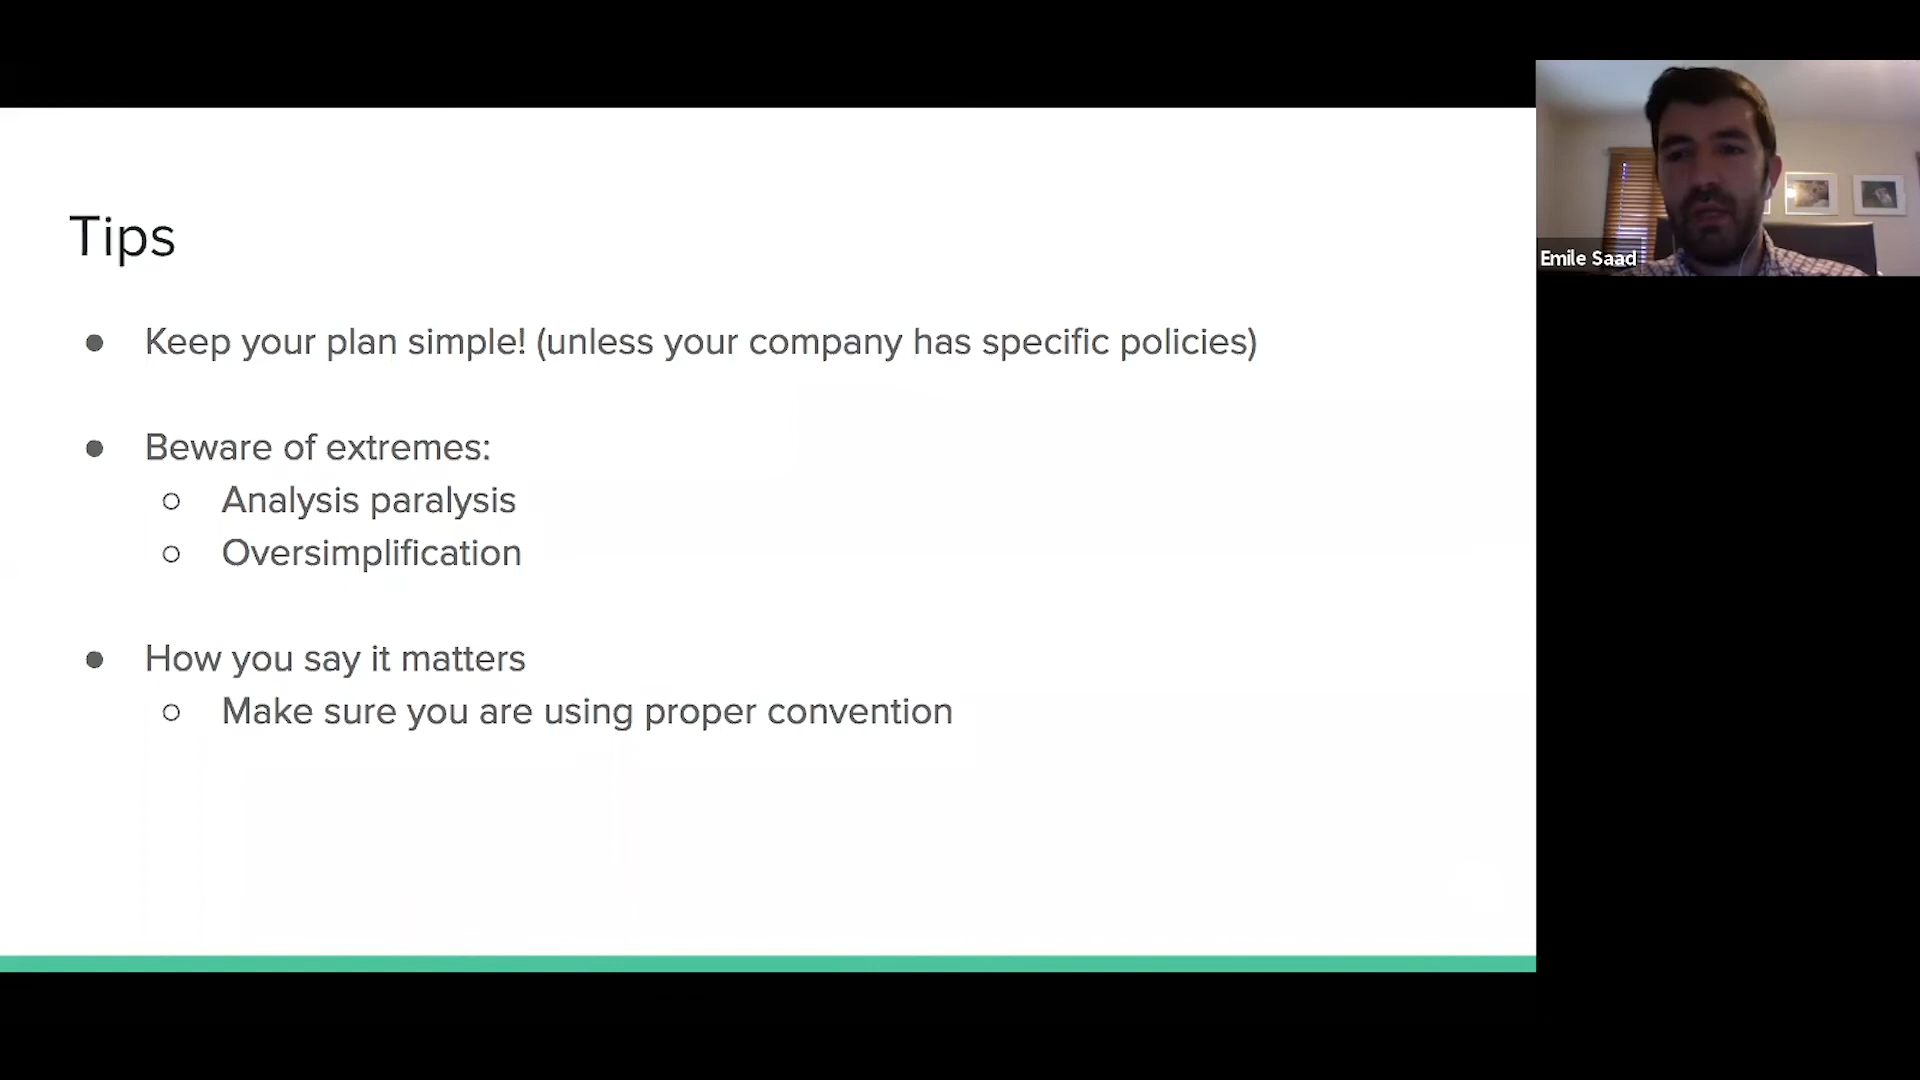 Tips
● Keep your plan simple! (unless your company has specific policies)
● Beware of extremes:
○ Analysis paralysis
○ Oversimplification
● How you say it matters
○ Make sure you are using proper convention
Emile Saad